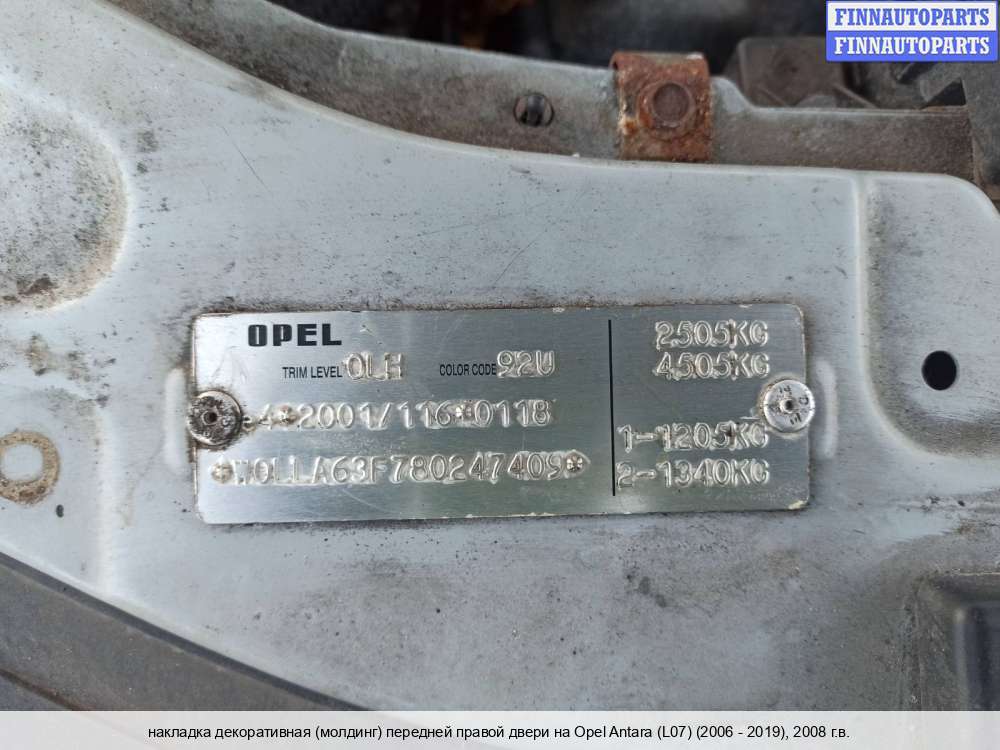 FINNAUTOPARTS
FINNAUTOPARTS
OPEL
TRIM LEVEL 0LH COLOR CODE 92U
4*2001/116*0118
*W0LLA63F780247409*
2505KG
4505KG
1-1205KG
2-1340KG
накладка декоративная (молдинг) передней правой двери на Opel Antara (L07) (2006 - 2019), 2008 г.в.